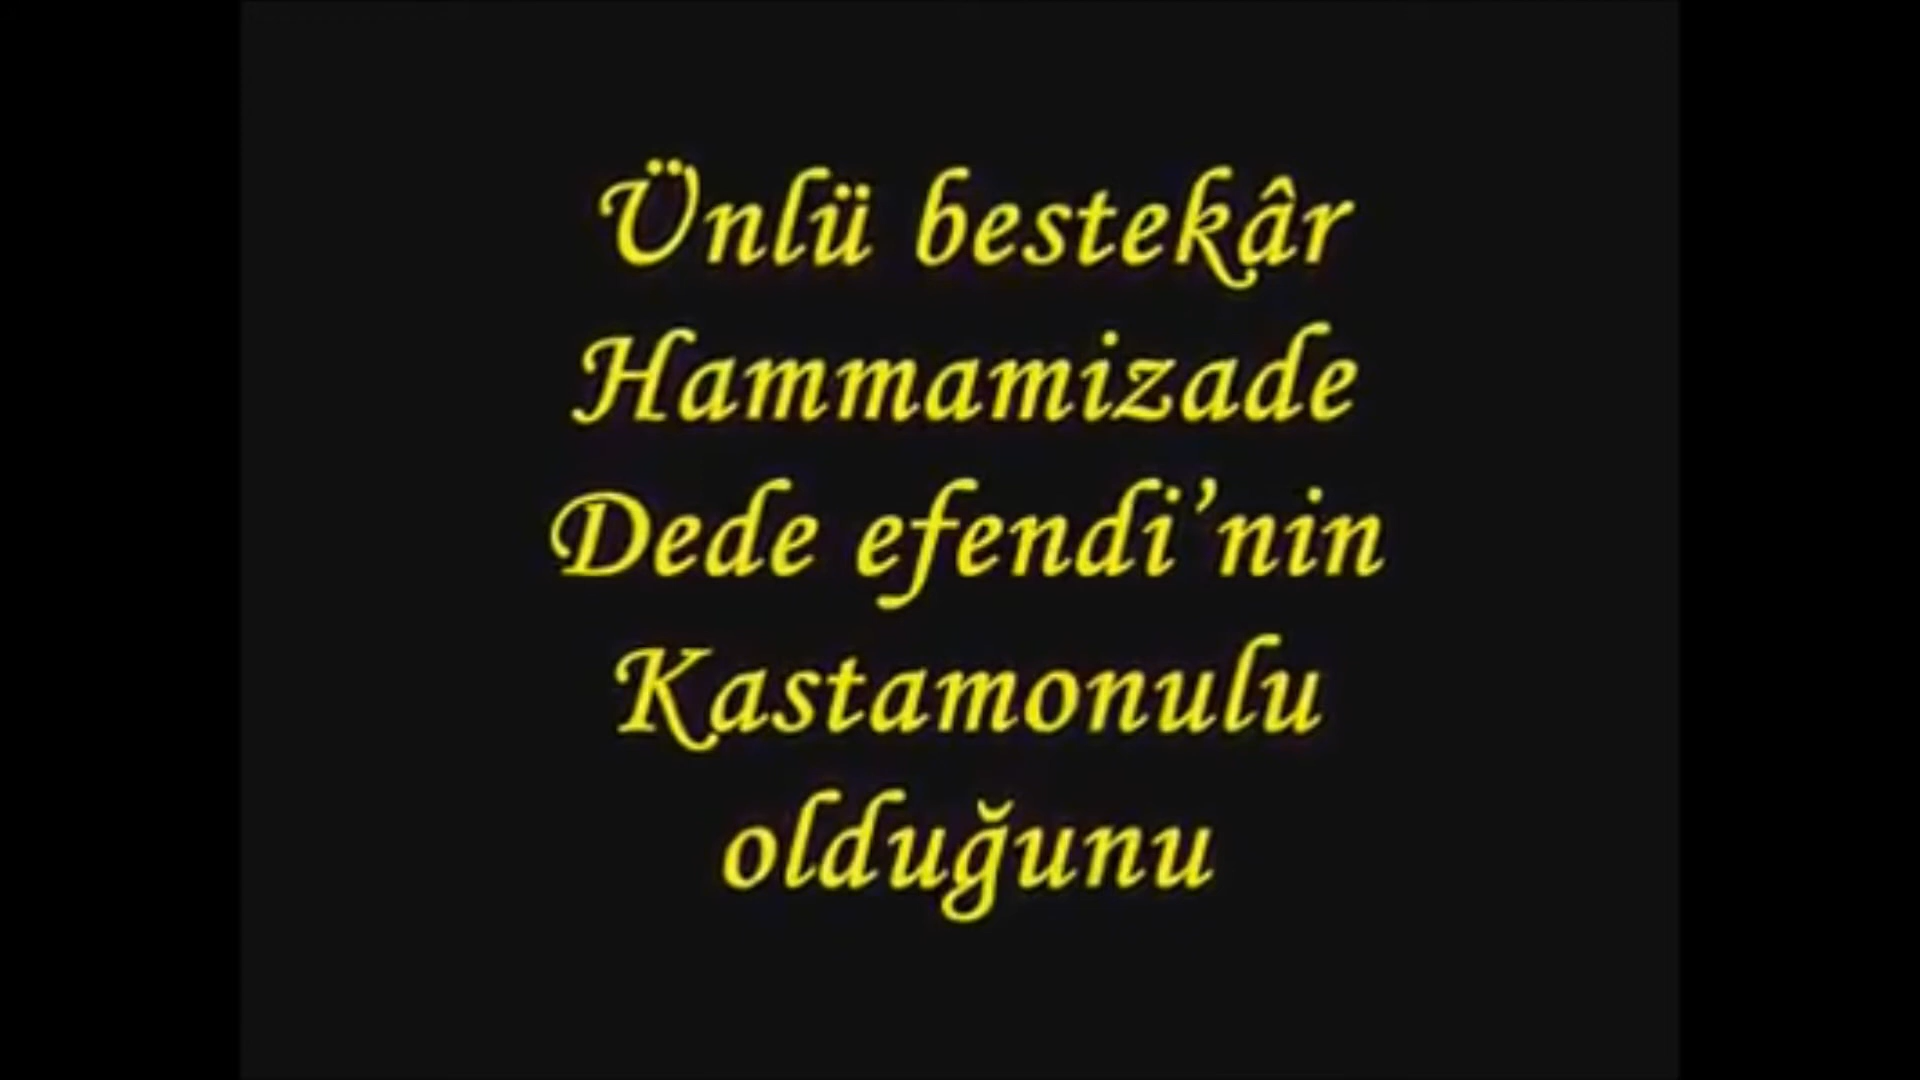 Ünlü bestekâr
Hammamizade
Dede efendi’nin
Kastamonulu
olduğunu